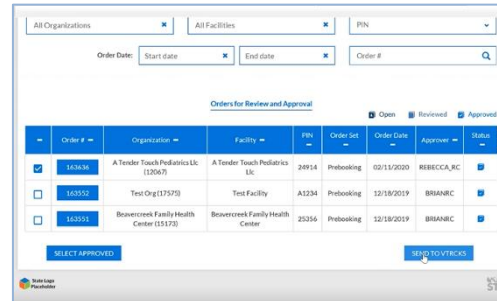 All Organizations × All Facilities × PIN
Order Date: Start date × End date × Order #
Orders for Review and Approval
Open Reviewed Approved
Order # Organization Facility PIN Order Set Order Date Approver Status
163636 A Tender Touch Pediatrics Llc (12067) A Tender Touch Pediatrics Llc 24914 Prebooking 02/11/2020 REBECCA_RC
163552 Test Org (17575) Test Facility A1234 Prebooking 12/18/2019 BRIANRC
163551 Beavercreek Family Health Center (15173) Beavercreek Family Health Center 25356 Prebooking 12/18/2019 BRIANRC
SELECT APPROVED SEND TO VTRCKS
State Logo
Placeholder